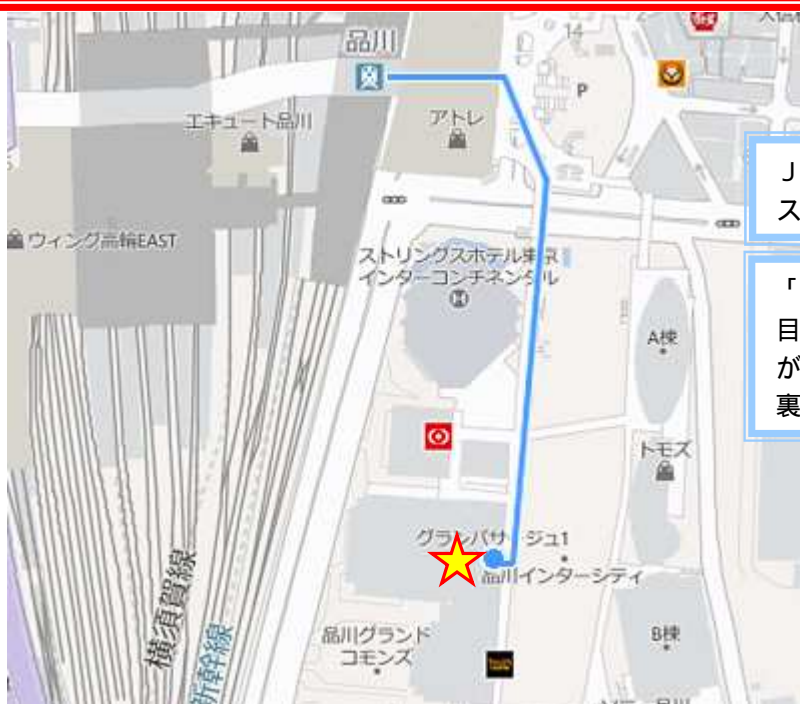 品川
14
P
エキュート品川
アトレ
ウィング高輪EAST
ストリングスホテル東京
インターコンチネンタル
A棟
トモズ
グランパサージュ1
品川インターシティ
品川グランド
コモンズ
B棟
横須賀線
新幹線
J
ス
「
目
が
裏